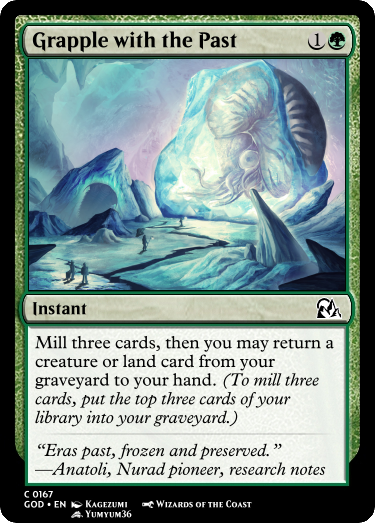 Grapple with the Past 1
Instant
Mill three cards, then you may return a
creature or land card from your
graveyard to your hand. (To mill three
cards, put the top three cards of your
library into your graveyard.)
“Eras past, frozen and preserved.”
—Anatoli, Nurad pioneer, research notes
C 0167
GOD • EN Kagezumi Wizards of the Coast
Yumyum36